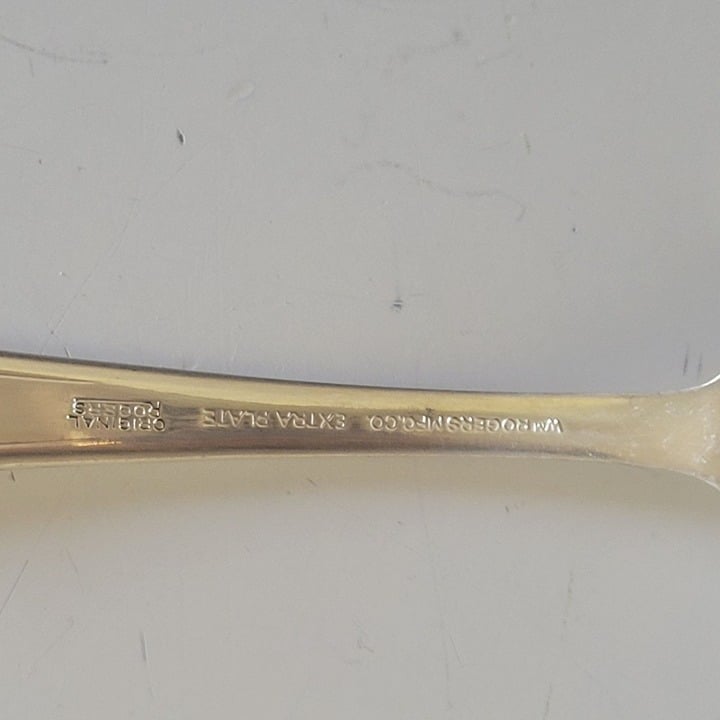 WM ROGERS MFG. CO. EXTRA PLATE
ORIGINAL
ROGERS